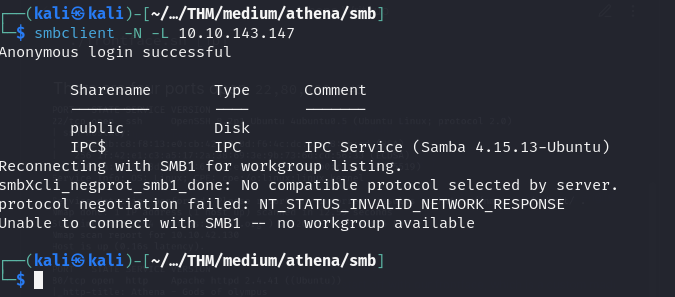 ┌──(kali㉿kali)-[~/…/THM/medium/athena/smb]
└─$ smbclient -N -L 10.10.143.147
Anonymous login successful
Sharename Type Comment
--------- ---- -------
public Disk
IPC$ IPC IPC Service (Samba 4.15.13-Ubuntu)
Reconnecting with SMB1 for workgroup listing.
smbXcli_negprot_smb1_done: No compatible protocol selected by server.
protocol negotiation failed: NT_STATUS_INVALID_NETWORK_RESPONSE
Unable to connect with SMB1 -- no workgroup available
┌──(kali㉿kali)-[~/…/THM/medium/athena/smb]
└─$